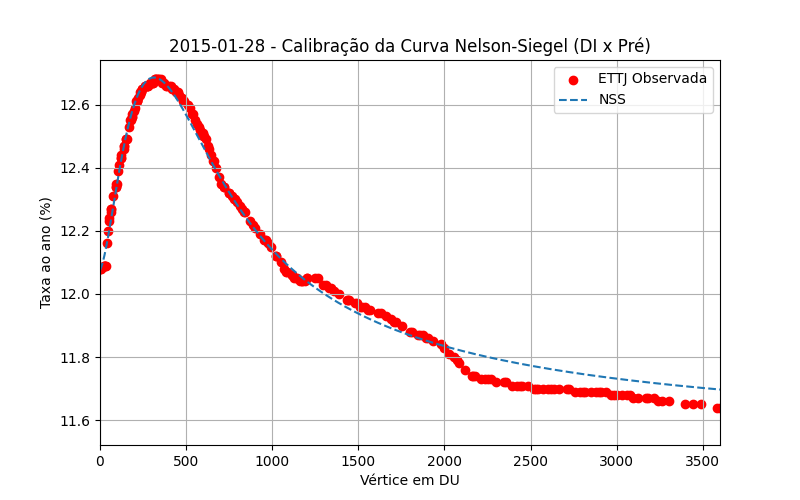 2015-01-28 - Calibração da Curva Nelson-Siegel (DI x Pré)
ETTJ Observada
NSS
Taxa ao ano (%)
12.6
12.4
12.2
12.0
11.8
11.6
0 500 1000 1500 2000 2500 3000 3500
Vértice em DU